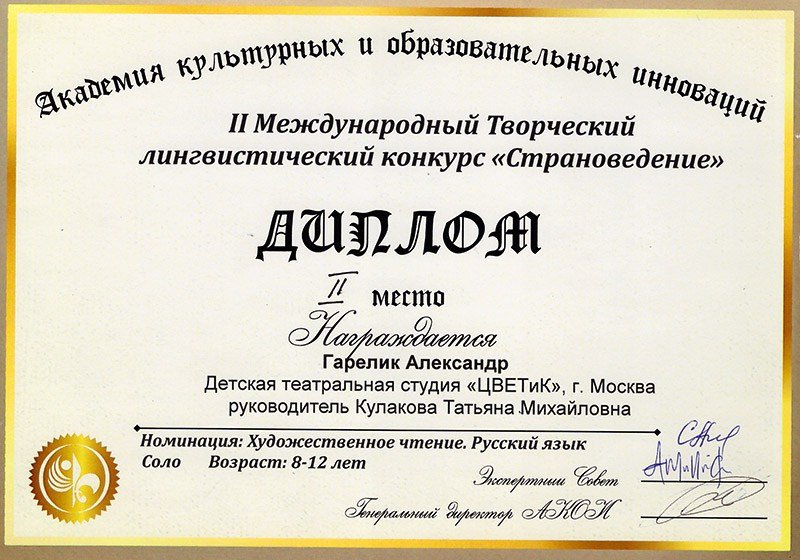 Академия культурных и образовательных инноваций
II Международный Творческий
лингвистический конкурс «Страноведение»
ДИПЛОМ
II место
Награждается
Гарелик Александр
Детская театральная студия «ЦВЕТиК», г. Москва
руководитель Кулакова Татьяна Михайловна
Номинация: Художественное чтение. Русский язык
Соло Возраст: 8-12 лет
Экспертнии Совет
Генеральный директор АКОИ